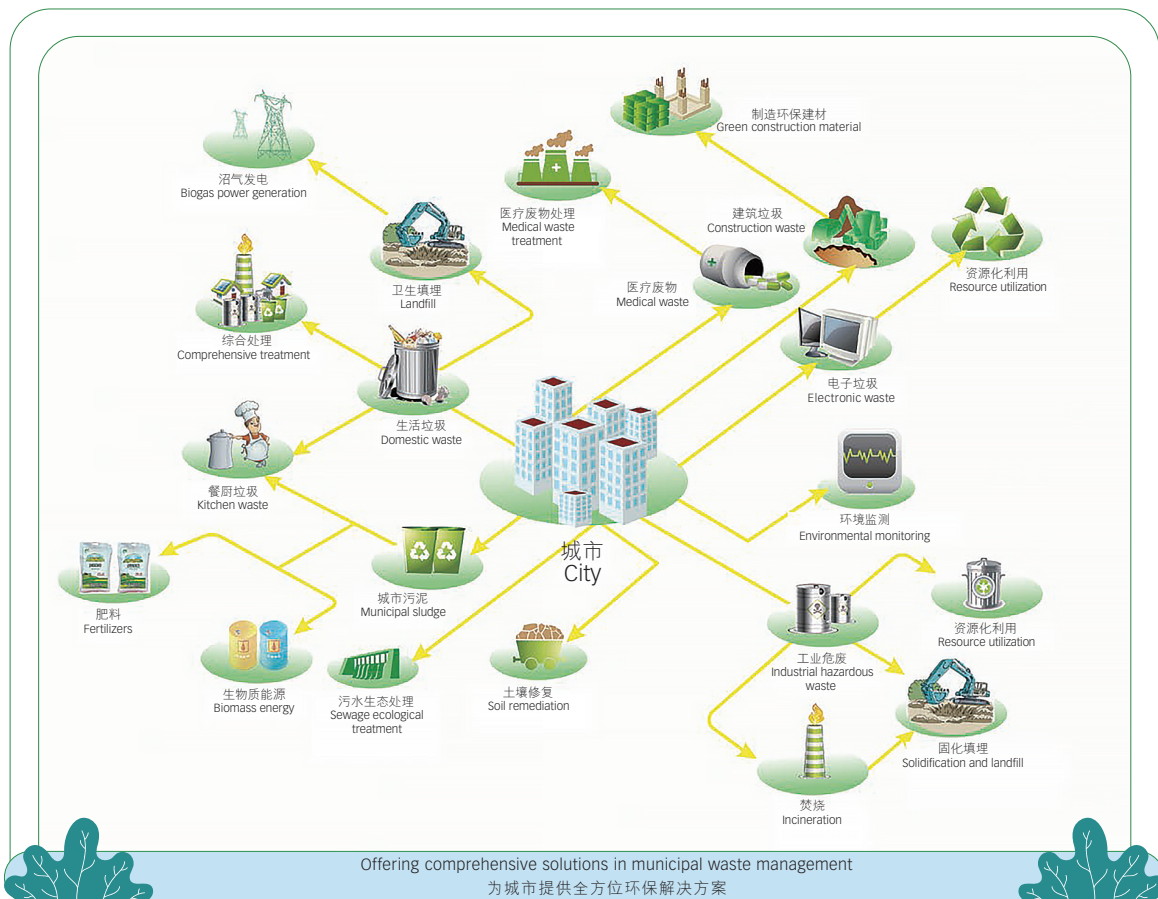 制造环保建材
Green construction material
沼气发电
Biogas power generation
医疗废物处理
Medical waste
treatment
建筑垃圾
Construction waste
资源化利用
Resource utilization
卫生填埋
Landfill
医疗废物
Medical waste
综合处理
Comprehensive treatment
电子垃圾
Electronic waste
生活垃圾
Domestic waste
餐厨垃圾
Kitchen waste
环境监测
Environmental monitoring
城市
City
城市污泥
Municipal sludge
肥料
Fertilizers
资源化利用
Resource utilization
工业危废
Industrial hazardous
waste
生物质能源
Biomass energy
污水生态处理
Sewage ecological
treatment
土壤修复
Soil remediation
固化填埋
Solidification and landfill
焚烧
Incineration
Offering comprehensive solutions in municipal waste management
为城市提供全方位环保解决方案